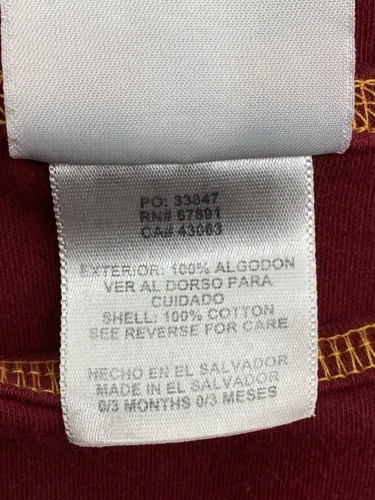 PO: 33847
RN# 67891
CA# 43063
EXTERIOR: 100% ALGODON
VER AL DORSO PARA
CUIDADO
SHELL: 100% COTTON
SEE REVERSE FOR CARE
HECHO EN EL SALVADOR
MADE IN EL SALVADOR
0/3 MONTHS 0/3 MESES